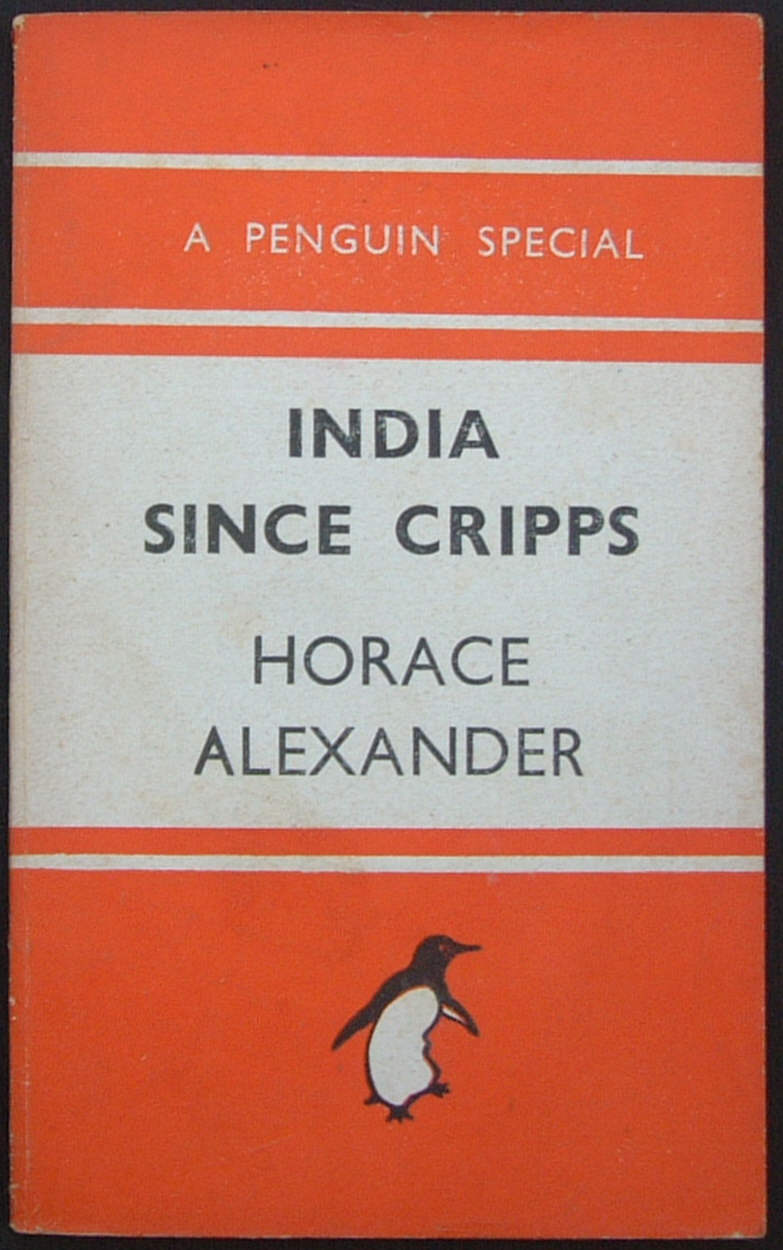 A PENGUIN SPECIAL
INDIA
SINCE CRIPPS
HORACE
ALEXANDER